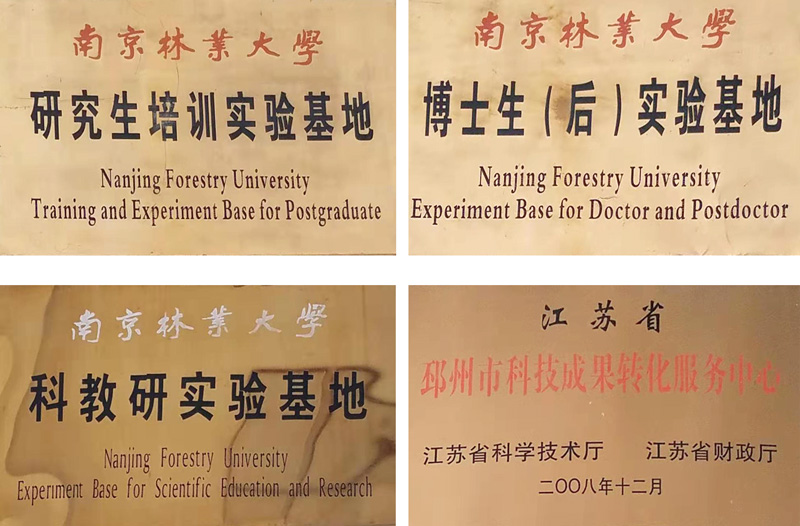 南京林業大學
研究生培训实验基地
Nanjing Forestry University
Training and Experiment Base for Postgraduate
南京林業大學
博士生（后）实验基地
Nanjing Forestry University
Experiment Base for Doctor and Postdoctor
南京林業大學
科教研实验基地
Nanjing Forestry University
Experiment Base for Scientific Education and Research
江苏省
邳州市科技成果转化服务中心
江苏省科学技术厅 江苏省财政厅
二〇〇八年十二月